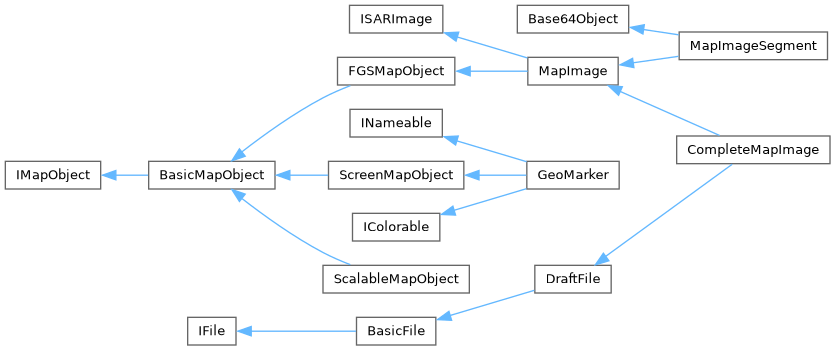 ISARImage
Base64Object
MapImageSegment
FGSMapObject
MapImage
INameable
CompleteMapImage
IMapObject
BasicMapObject
ScreenMapObject
GeoMarker
IColorable
ScalableMapObject
DraftFile
IFile
BasicFile